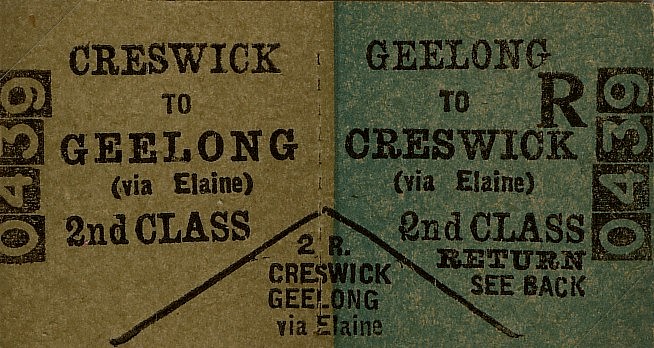 CRESWICK
TO
GEELONG
(via Elaine)
2nd CLASS
0439
GEELONG
TO
R
CRESWICK
(via Elaine)
2nd CLASS
RETURN
SEE BACK
0439
2 R.
CRESWICK
GEELONG
via Elaine